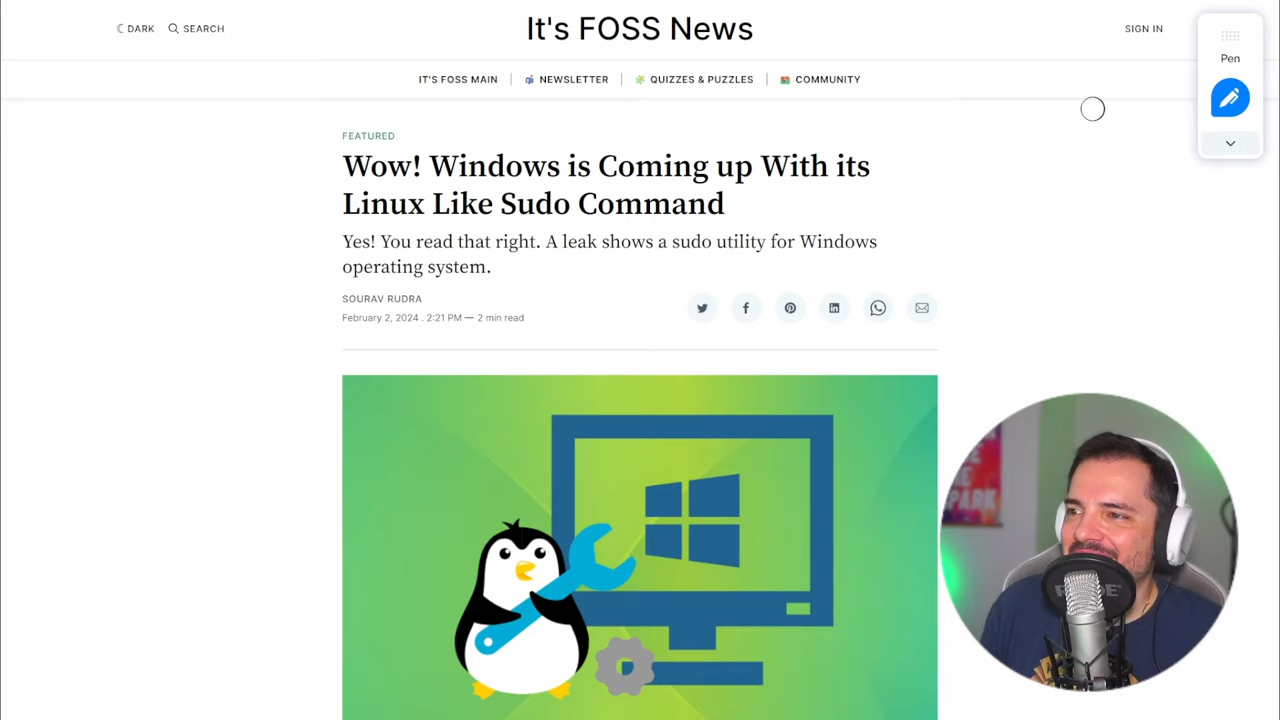 DARK
SEARCH
It's FOSS News
SIGN IN
Pen
IT'S FOSS MAIN
NEWSLETTER
QUIZZES & PUZZLES
COMMUNITY
FEATURED
Wow! Windows is Coming up With its
Linux Like Sudo Command
Yes! You read that right. A leak shows a sudo utility for Windows
operating system.
SOURAV RUDRA
February 2, 2024 . 2:21 PM — 2 min read
PARK
RODE